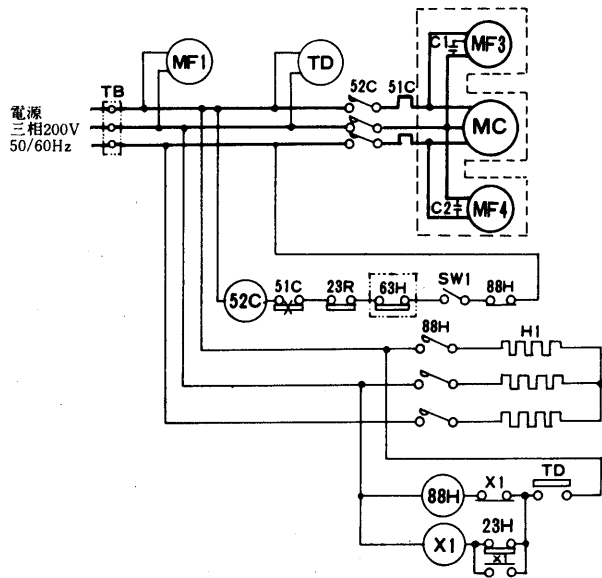 MF1
TD
C1
MF3
TB
52C
51C
電源
三相200V
50/60Hz
MC
C2
MF4
52C
51C
23R
63H
SW1
88H
88H
H1
88H
X1
TD
X1
23H
X1